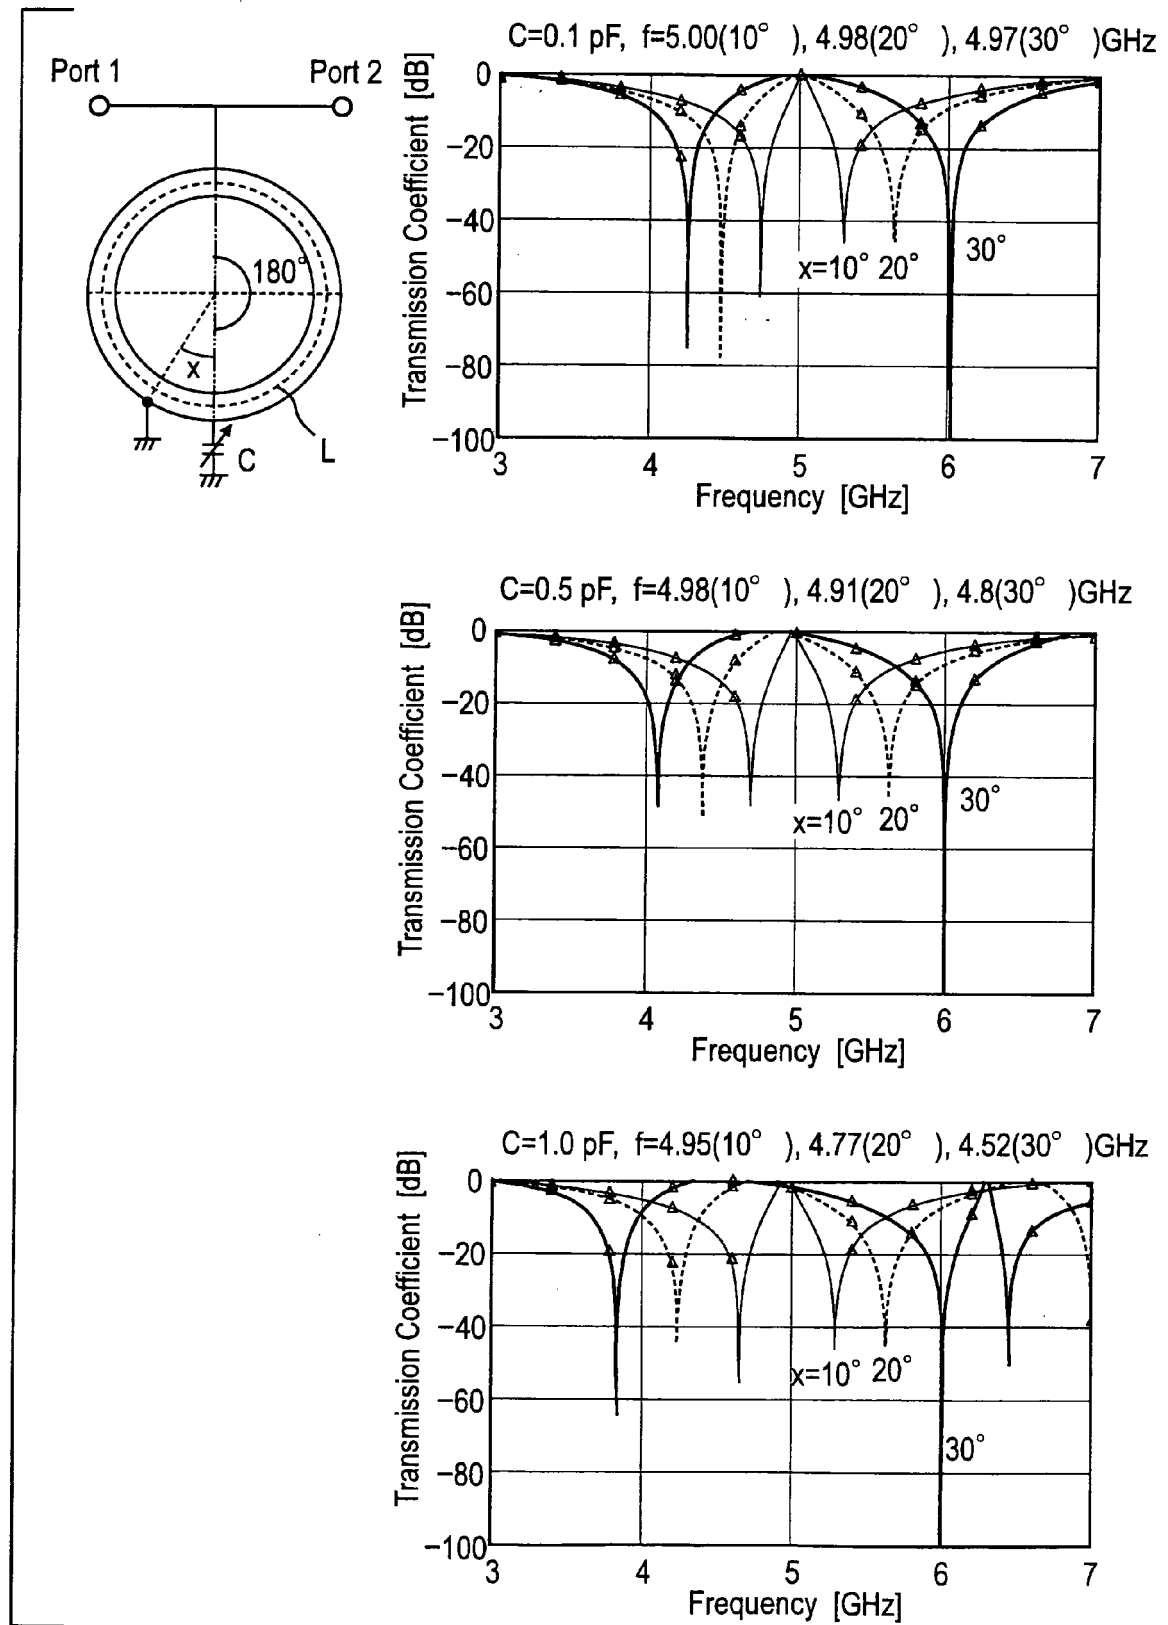 Port 1
Port 2
180°
X
C
L
C=0.1 pF, f=5.00(10° ), 4.98(20° ), 4.97(30° )GHz
Transmission Coefficient [dB]
0
−20
−40
−60
−80
−100
x=10° 20°
30°
3 4 5 6 7
Frequency [GHz]
C=0.5 pF, f=4.98(10° ), 4.91(20° ), 4.8(30° )GHz
Transmission Coefficient [dB]
0
−20
−40
−60
−80
−100
x=10° 20°
30°
3 4 5 6 7
Frequency [GHz]
C=1.0 pF, f=4.95(10° ), 4.77(20° ), 4.52(30° )GHz
Transmission Coefficient [dB]
0
−20
−40
−60
−80
−100
x=10° 20°
30°
3 4 5 6 7
Frequency [GHz]